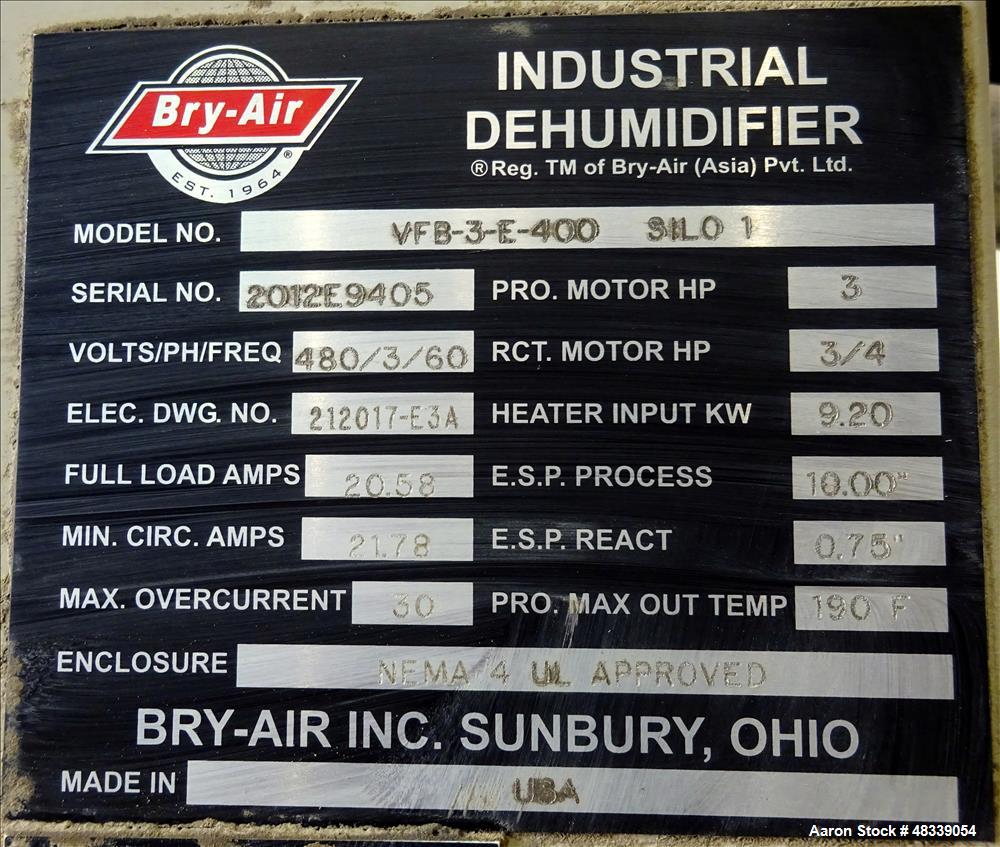 Bry-Air
EST. 1964 ®
INDUSTRIAL
DEHUMIDIFIER
® Reg. TM of Bry-Air (Asia) Pvt. Ltd.
MODEL NO. VFB-3-E-400 SILO 1
SERIAL NO. 2012E9405 PRO. MOTOR HP 3
VOLTS/PH/FREQ 480/3/60 RCT. MOTOR HP 3/4
ELEC. DWG. NO. 212017-E3A HEATER INPUT KW 9.20
FULL LOAD AMPS 20.58 E.S.P. PROCESS 10.00"
MIN. CIRC. AMPS 21.78 E.S.P. REACT 0.75"
MAX. OVERCURRENT 30 PRO. MAX OUT TEMP 190 F
ENCLOSURE NEMA 4 UL APPROVED
BRY-AIR INC. SUNBURY, OHIO
MADE IN USA
Aaron Stock # 48339054